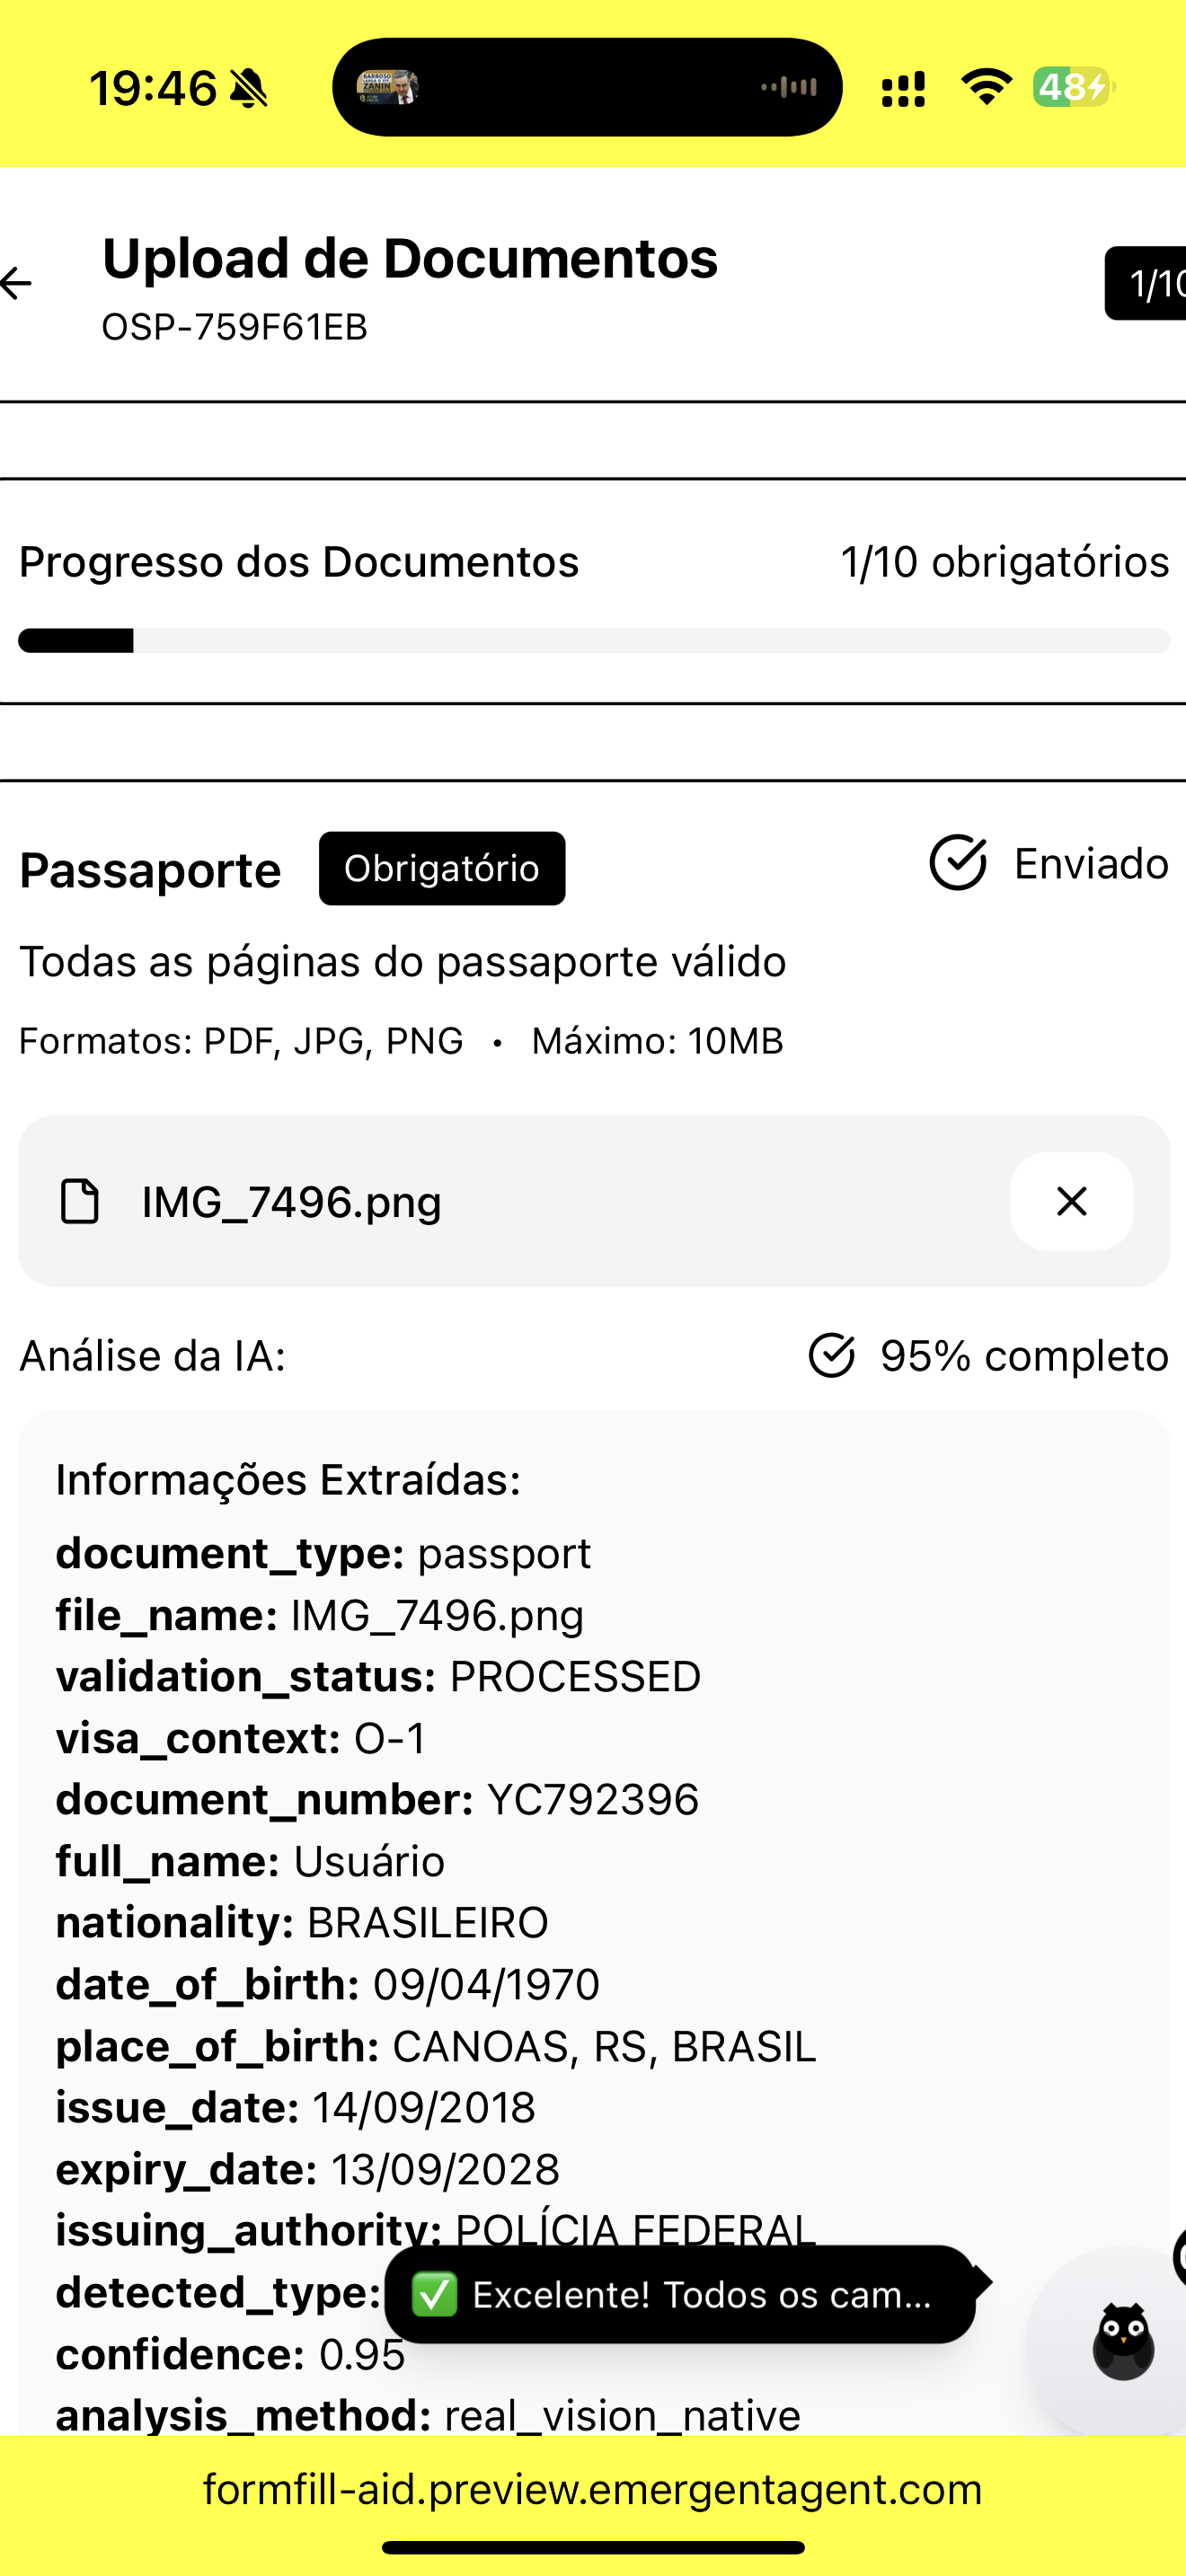 19:46
BARROSO
ZANIN
48
Upload de Documentos
OSP-759F61EB
Progresso dos Documentos
1/10 obrigatórios
Passaporte
Obrigatório
Enviado
Todas as páginas do passaporte válido
Formatos: PDF, JPG, PNG • Máximo: 10MB
IMG_7496.png
Análise da IA:
95% completo
Informações Extraídas:
document_type: passport
file_name: IMG_7496.png
validation_status: PROCESSED
visa_context: O-1
document_number: YC792396
full_name: Usuário
nationality: BRASILEIRO
date_of_birth: 09/04/1970
place_of_birth: CANOAS, RS, BRASIL
issue_date: 14/09/2018
expiry_date: 13/09/2028
issuing_authority: POLÍCIA FEDERAL
detected_type:
✅ Excelente! Todos os cam...
confidence: 0.95
analysis_method: real_vision_native
formfill-aid.preview.emergentagent.com